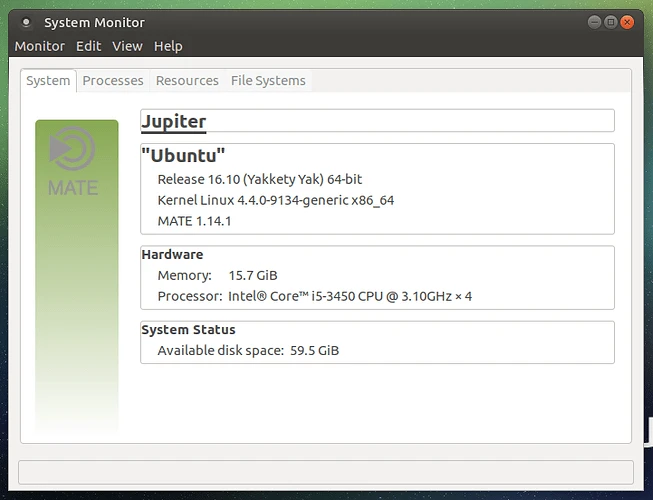 System Monitor
Monitor Edit View Help
System Processes Resources File Systems
MATE
Jupiter
"Ubuntu"
Release 16.10 (Yakkety Yak) 64-bit
Kernel Linux 4.4.0-9134-generic x86_64
MATE 1.14.1
Hardware
Memory: 15.7 GiB
Processor: Intel® Core™ i5-3450 CPU @ 3.10GHz × 4
System Status
Available disk space: 59.5 GiB